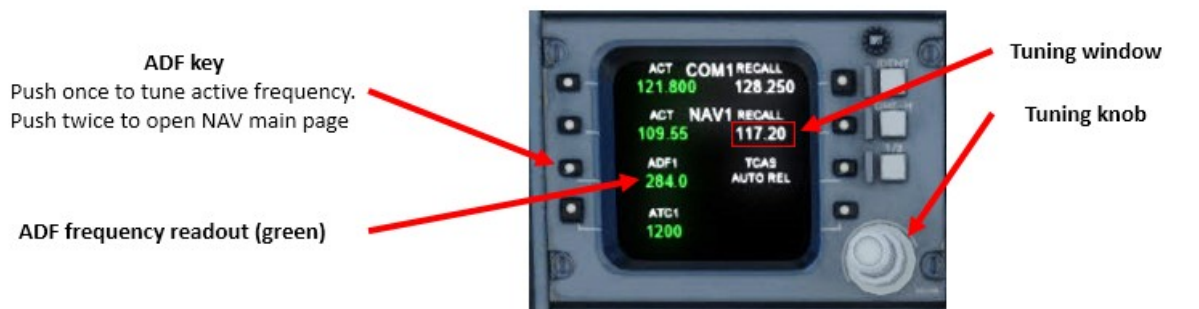 ADF key
Push once to tune active frequency.
Push twice to open NAV main page
ADF frequency readout (green)
Tuning window
Tuning knob
ACT COM1 RECALL
121.800 128.250
ACT NAV1 RECALL
109.55 117.20
ADF1 TCAS
284.0 AUTO REL
ATC1
1200
IDENT
1/2